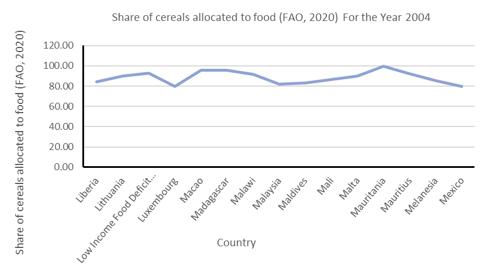 Share of cereals allocated to food (FAO, 2020) For the Year 2004
Share of cereals allocated to food (FAO, 2020)
120.00
100.00
80.00
60.00
40.00
20.00
0.00
Liberia
Lithuania
Low Income Food Deficit...
Luxembourg
Macao
Madagascar
Malawi
Malaysia
Maldives
Mali
Malta
Mauritania
Mauritius
Melanesia
Mexico
Country